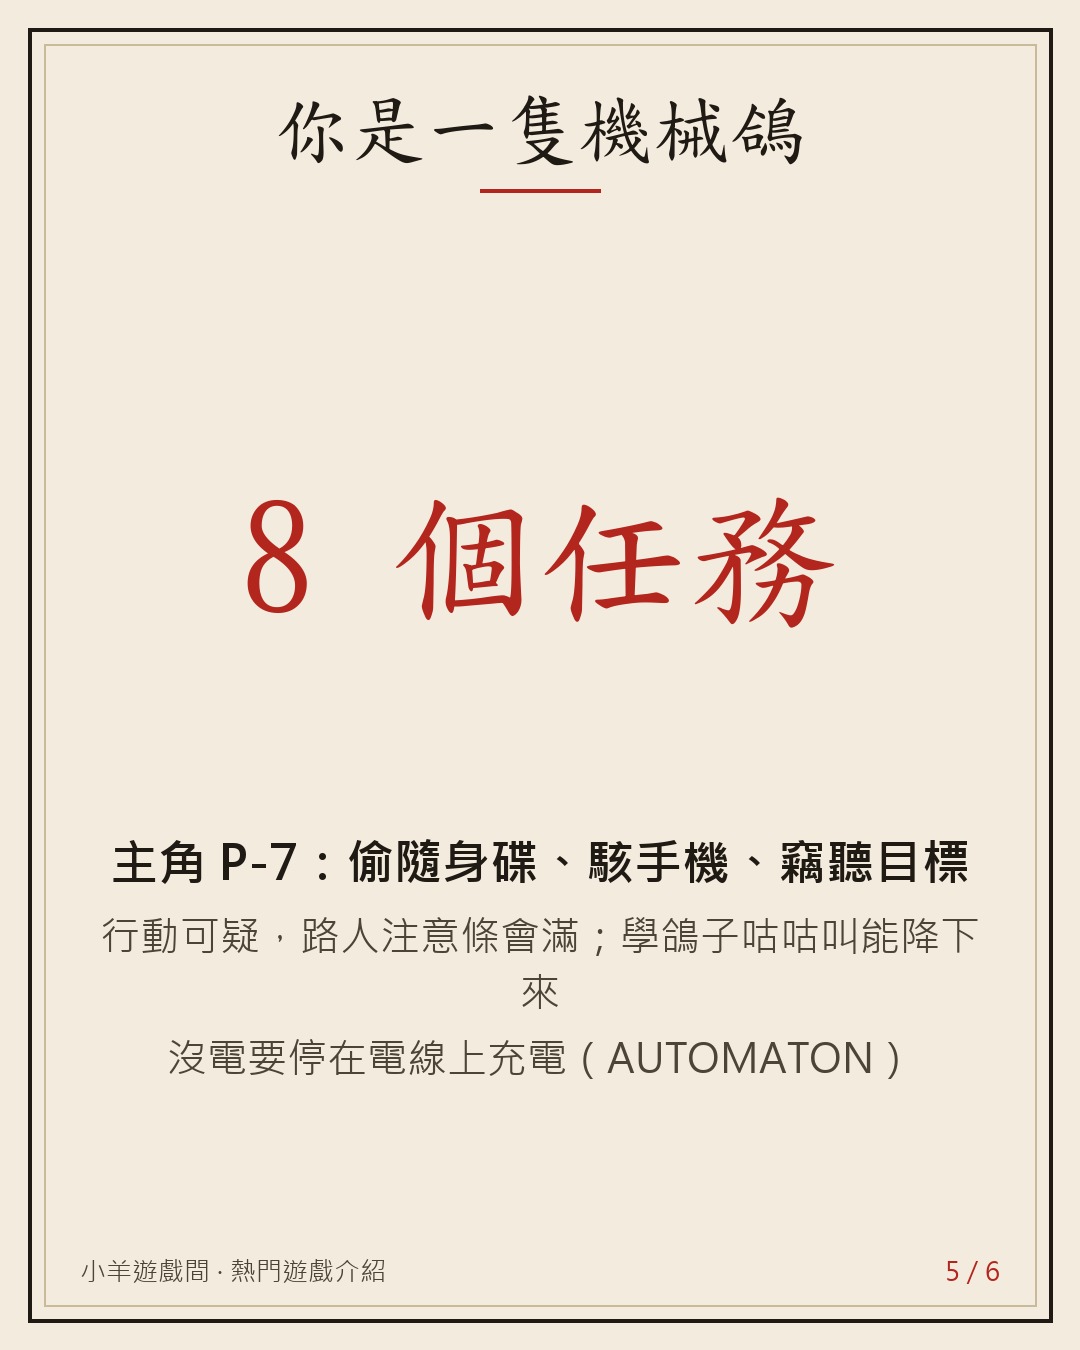 你是一隻機械鴿
8 個任務
主角 P-7：偷隨身碟、駭手機、竊聽目標
行動可疑，路人注意條會滿；學鴿子咕咕叫能降下
來
沒電要停在電線上充電（AUTOMATON）
小羊遊戲間 · 熱門遊戲介紹
5 / 6